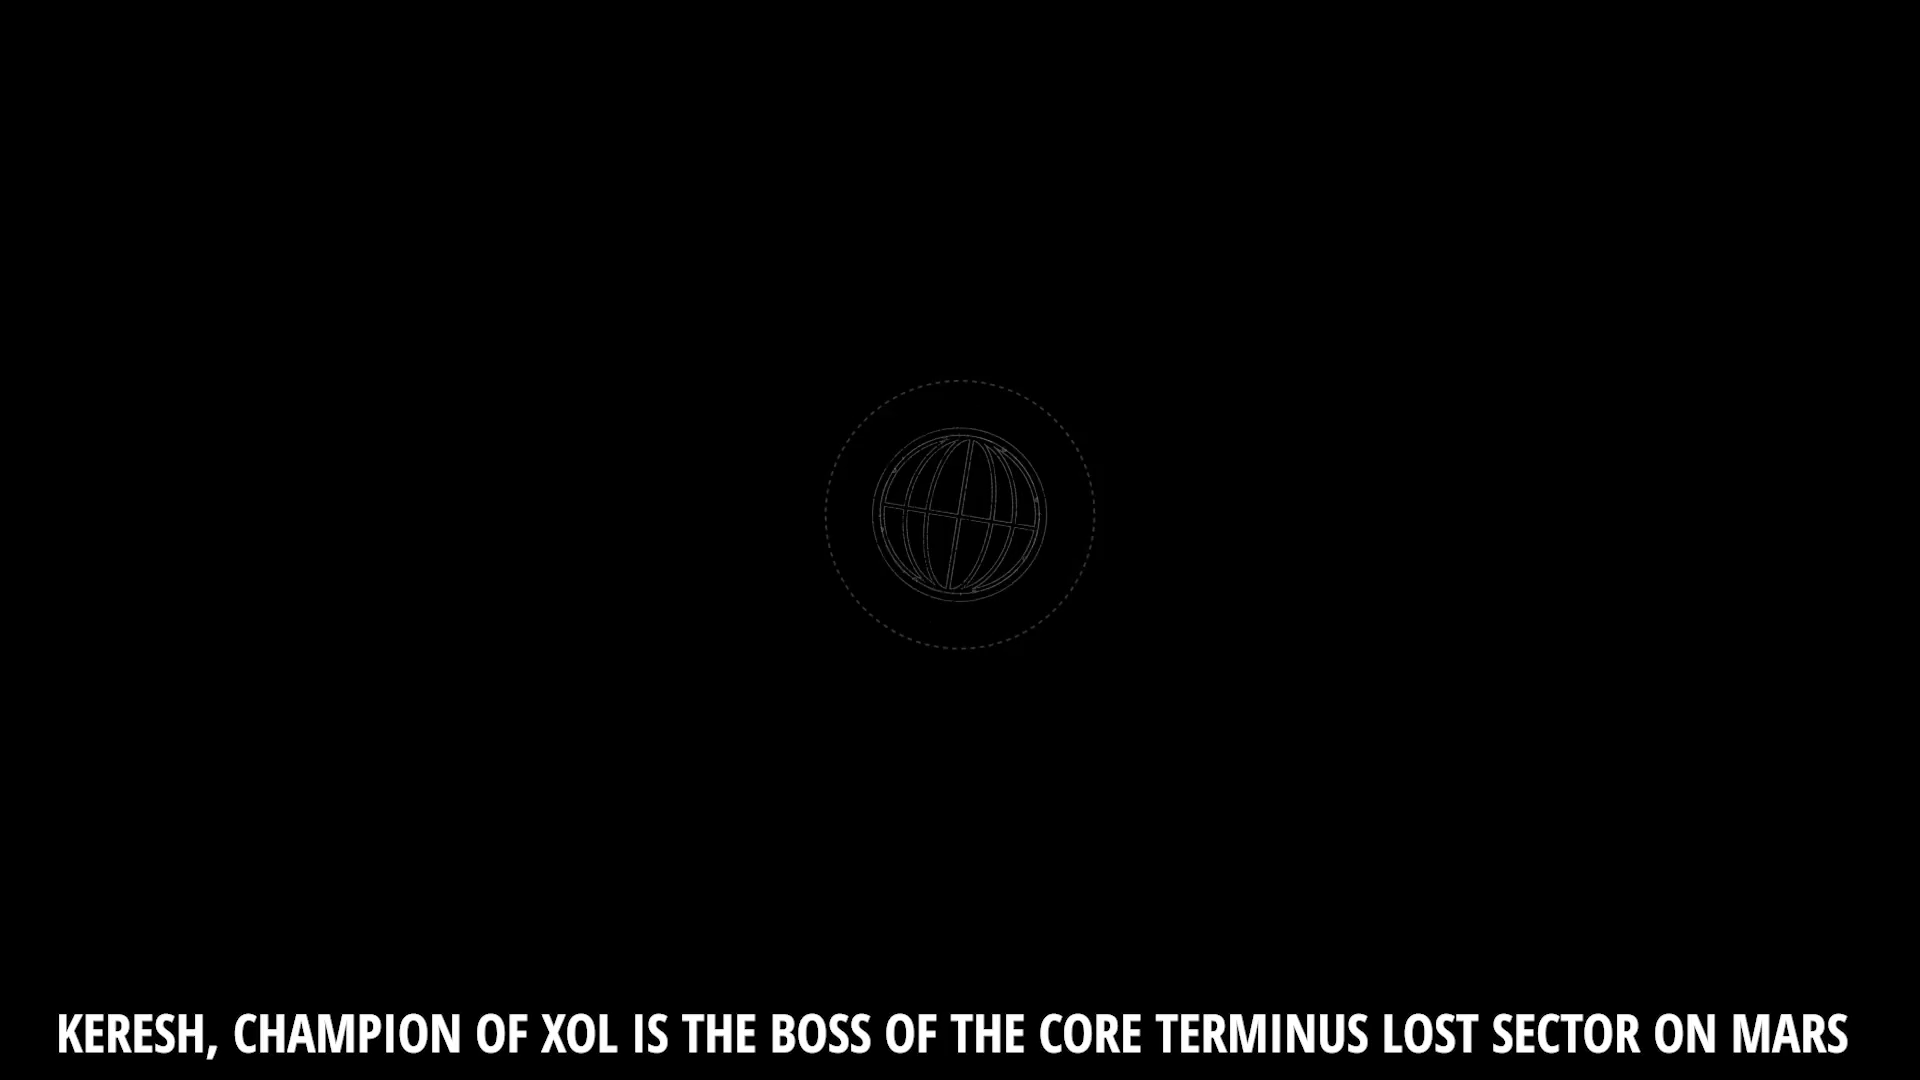 KERESH, CHAMPION OF XOL IS THE BOSS OF THE CORE TERMINUS LOST SECTOR ON MARS